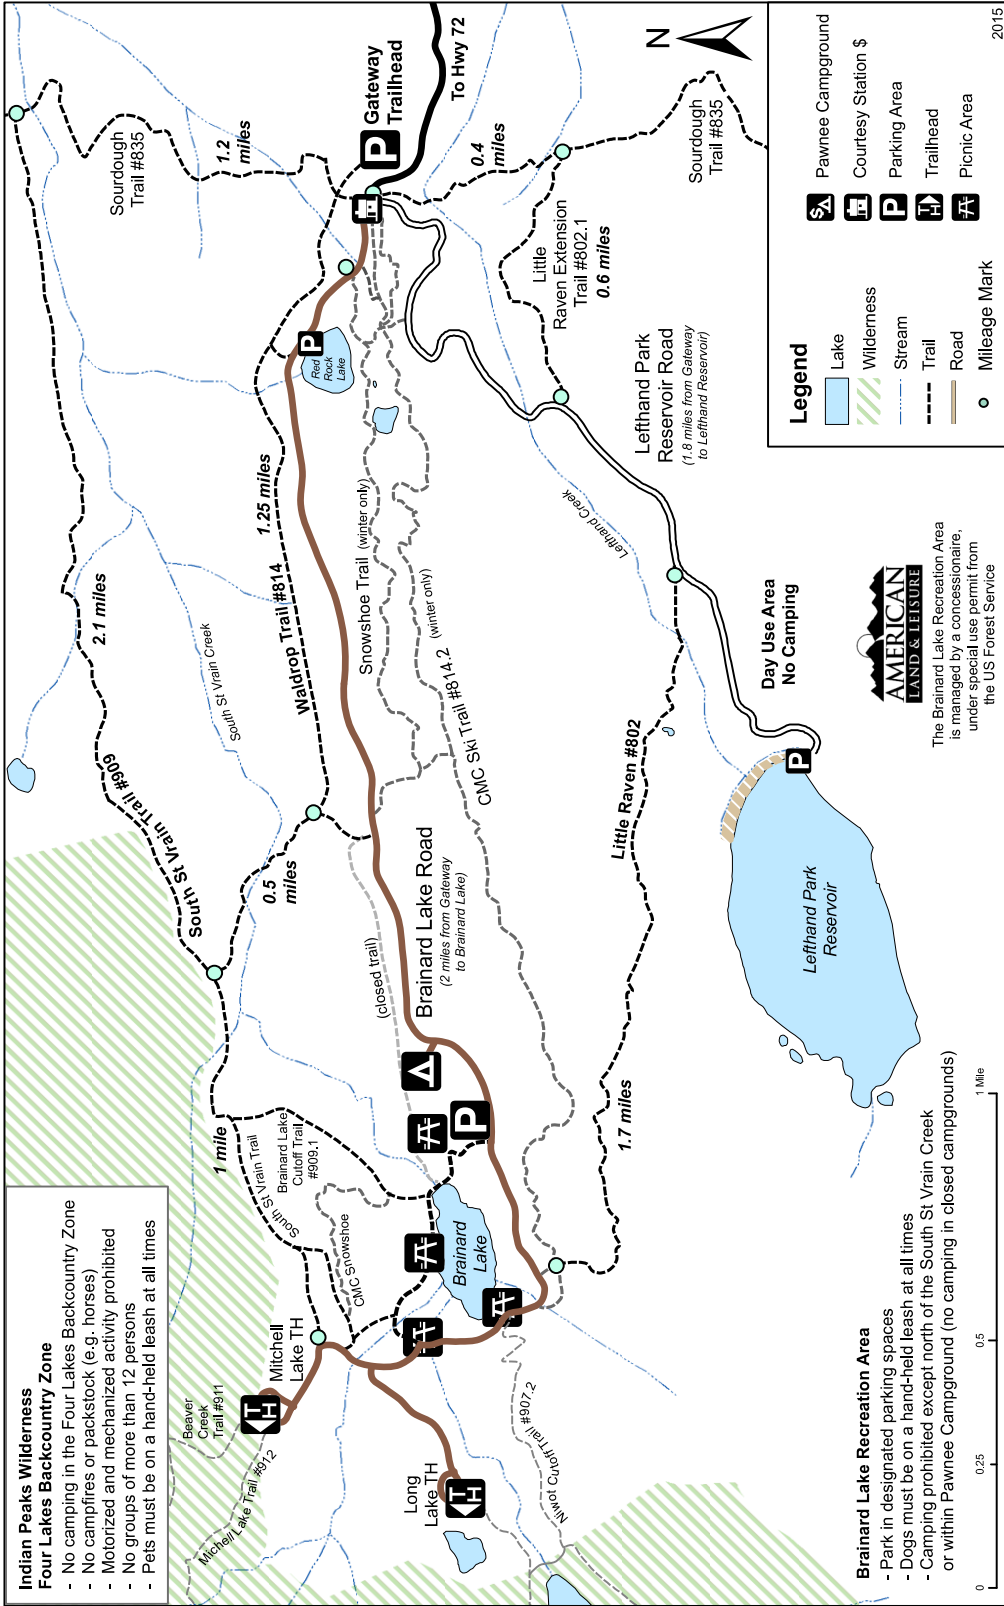 Indian Peaks Wilderness
Four Lakes Backcountry Zone
- No camping in the Four Lakes Backcountry Zone
- No campfires or packstock (e.g. horses)
- Motorized and mechanized activity prohibited
- No groups of more than 12 persons
- Pets must be on a hand-held leash at all times
Beaver
Creek
Trail #911
Michell Lake Trail #912
Mitchell
Lake TH
TH
Long
Lake TH
TH
Niwot Cutoff Trail #907.2
1 mile
South St Vrain Trail
Brainard Lake
Cutoff Trail
#909.1
CMC Snowshoe
Brainard
Lake
P
South St Vrain Trail #909
0.5
miles
2.1 miles
South St Vrain Creek
Waldrop Trail #814
1.25 miles
(closed trail)
Brainard Lake Road
(2 miles from Gateway
to Brainard Lake)
Snowshoe Trail (winter only)
CMC Ski Trail #814.2 (winter only)
Little Raven #802
1.7 miles
Sourdough
Trail #835
1.2
miles
P
Red
Rock
Lake
P
Gateway
Trailhead
To Hwy 72
0.4
miles
Sourdough
Trail #835
Little
Raven Extension
Trail #802.1
0.6 miles
Lefthand Park
Reservoir Road
(1.8 miles from Gateway
to Lefthand Reservoir)
Lefthand Creek
Day Use Area
No Camping
P
Lefthand Park
Reservoir
N
Brainard Lake Recreation Area
- Park in designated parking spaces
- Dogs must be on a hand-held leash at all times
- Camping prohibited except north of the South St Vrain Creek
or within Pawnee Campground (no camping in closed campgrounds)
0 0.25 0.5 1 Mile
AMERICAN
LAND & LEISURE
The Brainard Lake Recreation Area
is managed by a concessionaire,
under special use permit from
the US Forest Service
Legend
Lake
Wilderness
Stream
Trail
Road
Mileage Mark
$ Pawnee Campground
Courtesy Station $
P Parking Area
TH Trailhead
Picnic Area
2015